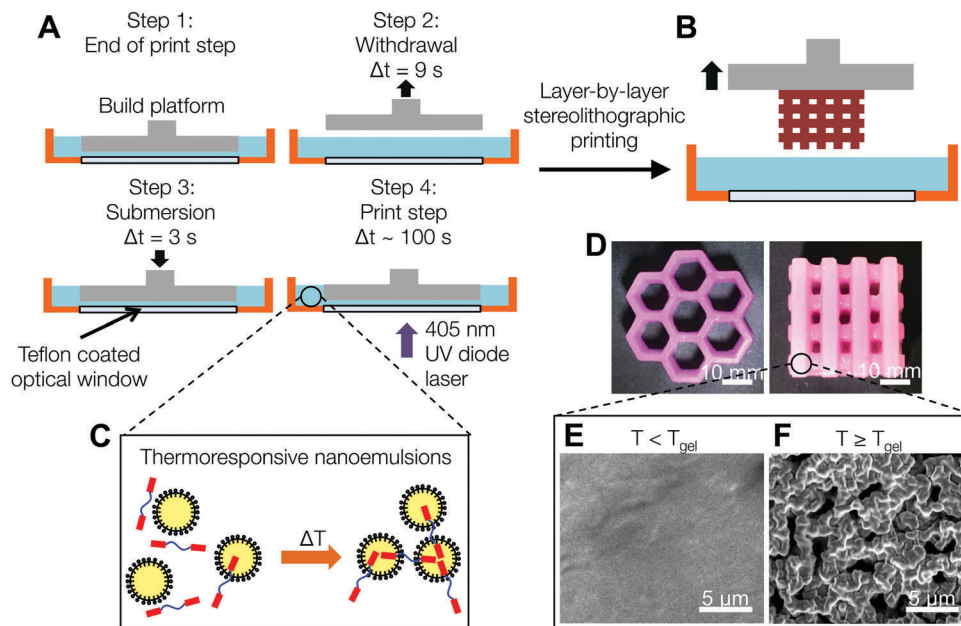 A
Step 1:
End of print step
Build platform
Step 2:
Withdrawal
Δt = 9 s
Step 3:
Submersion
Δt = 3 s
Step 4:
Print step
Δt ~ 100 s
Teflon coated
optical window
405 nm
UV diode
laser
Layer-by-layer
stereolithographic
printing
B
C
Thermoresponsive nanoemulsions
ΔT
D
10 mm
10 mm
E
T < Tgel
5 µm
F
T ≥ Tgel
5 µm